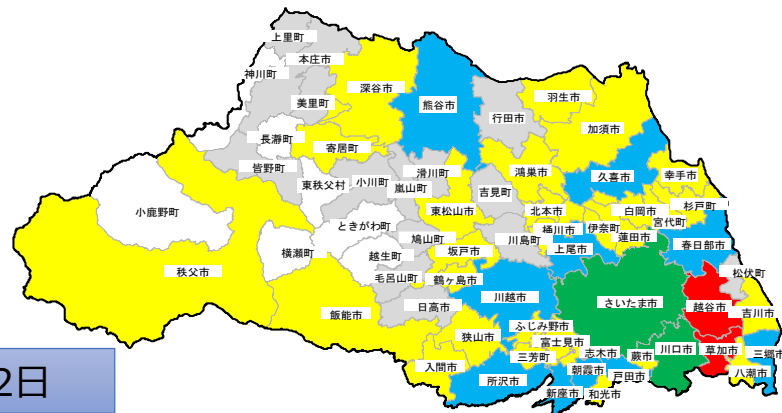 上里町
本庄市
神川町
美里町
深谷市
熊谷市
行田市
羽生市
加須市
長瀞町
寄居町
皆野町
東秩父村
小川町
滑川町
嵐山町
吉見町
鴻巣市
久喜市
幸手市
小鹿野町
東松山市
北本市
白岡市
杉戸町
宮代町
ときがわ町
鳩山町
川島町
桶川市
伊奈町
蓮田市
上尾市
春日部市
横瀬町
越生町
坂戸市
秩父市
毛呂山町
鶴ヶ島市
川越市
さいたま市
松伏町
越谷市
吉川市
飯能市
日高市
狭山市
ふじみ野市
富士見市
三芳町
志木市
入間市
所沢市
朝霞市
新座市
和光市
戸田市
蕨市
川口市
草加市
三郷市
八潮市
2日